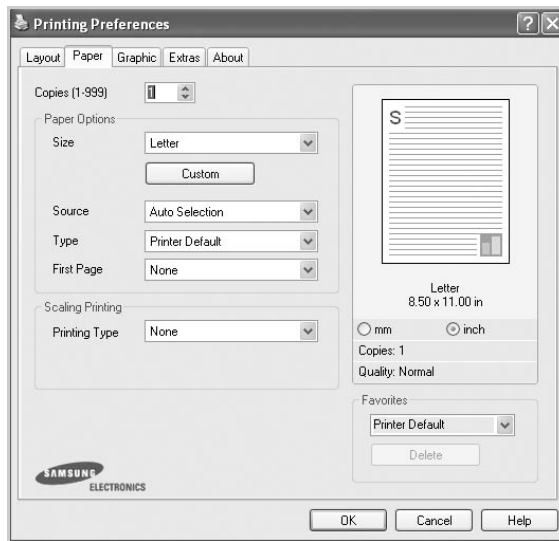 Printing Preferences
Layout Paper Graphic Extras About
Copies (1-999) 1
Paper Options
Size Letter
Custom
Source Auto Selection
Type Printer Default
First Page None
Scaling Printing
Printing Type None
S
Letter
8.50 x 11.00 in
mm inch
Copies: 1
Quality: Normal
Favorites
Printer Default
Delete
SAMSUNG
ELECTRONICS
OK Cancel Help